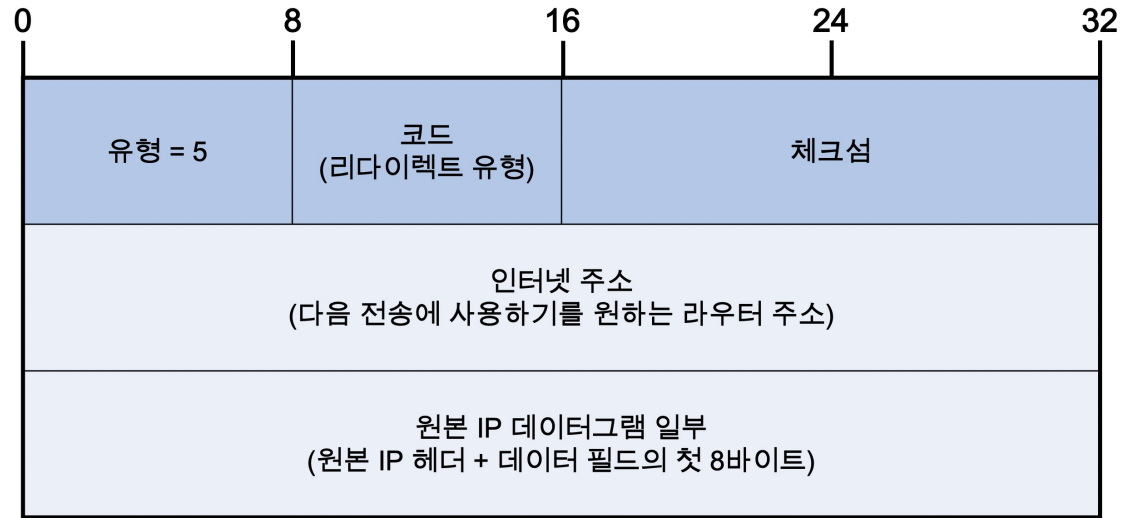 0 8 16 24 32
유형 = 5
코드
(리다이렉트 유형)
체크섬
인터넷 주소
(다음 전송에 사용하기를 원하는 라우터 주소)
원본 IP 데이터그램 일부
(원본 IP 헤더 + 데이터 필드의 첫 8바이트)